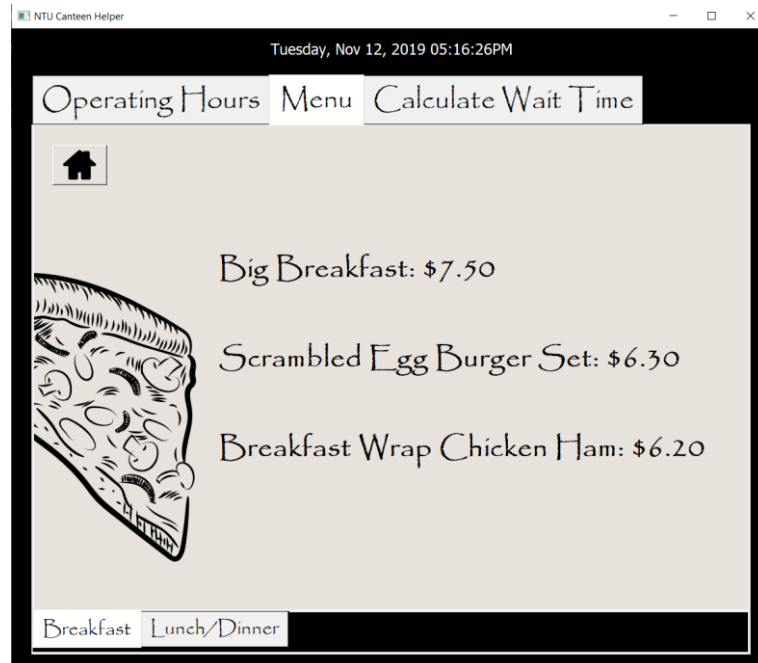 NTU Canteen Helper
Tuesday, Nov 12, 2019 05:16:26PM
Operating Hours Menu Calculate Wait Time
Big Breakfast: $7.50
Scrambled Egg Burger Set: $6.30
Breakfast Wrap Chicken Ham: $6.20
Breakfast Lunch/Dinner